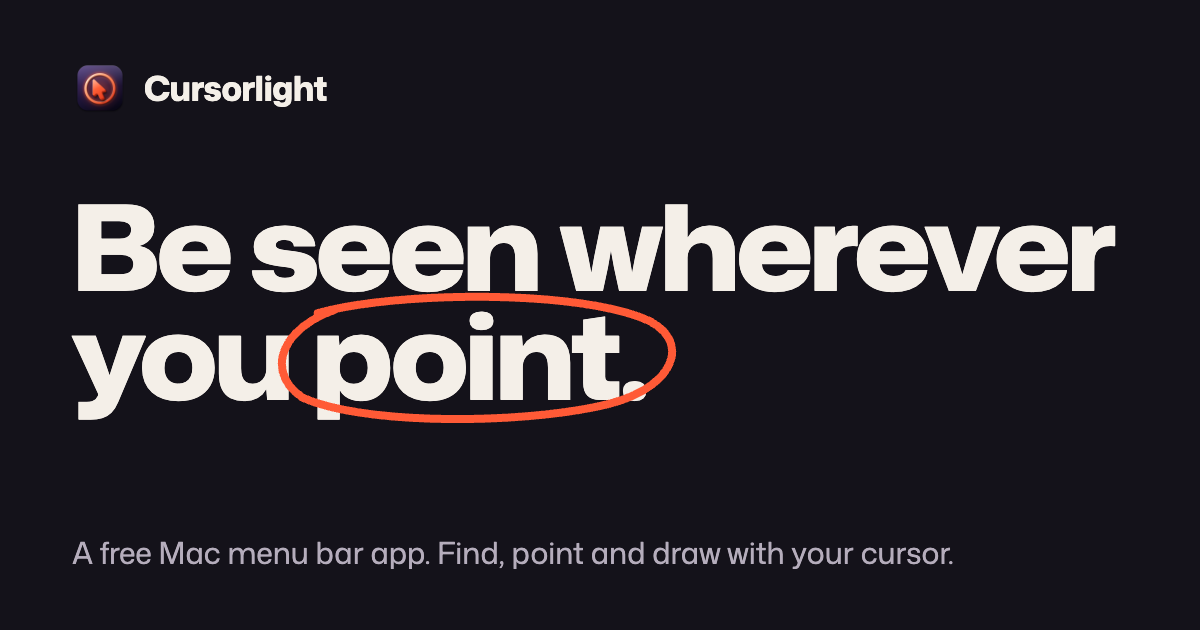 Cursorlight
Be seen wherever
you point.
A free Mac menu bar app. Find, point and draw with your cursor.